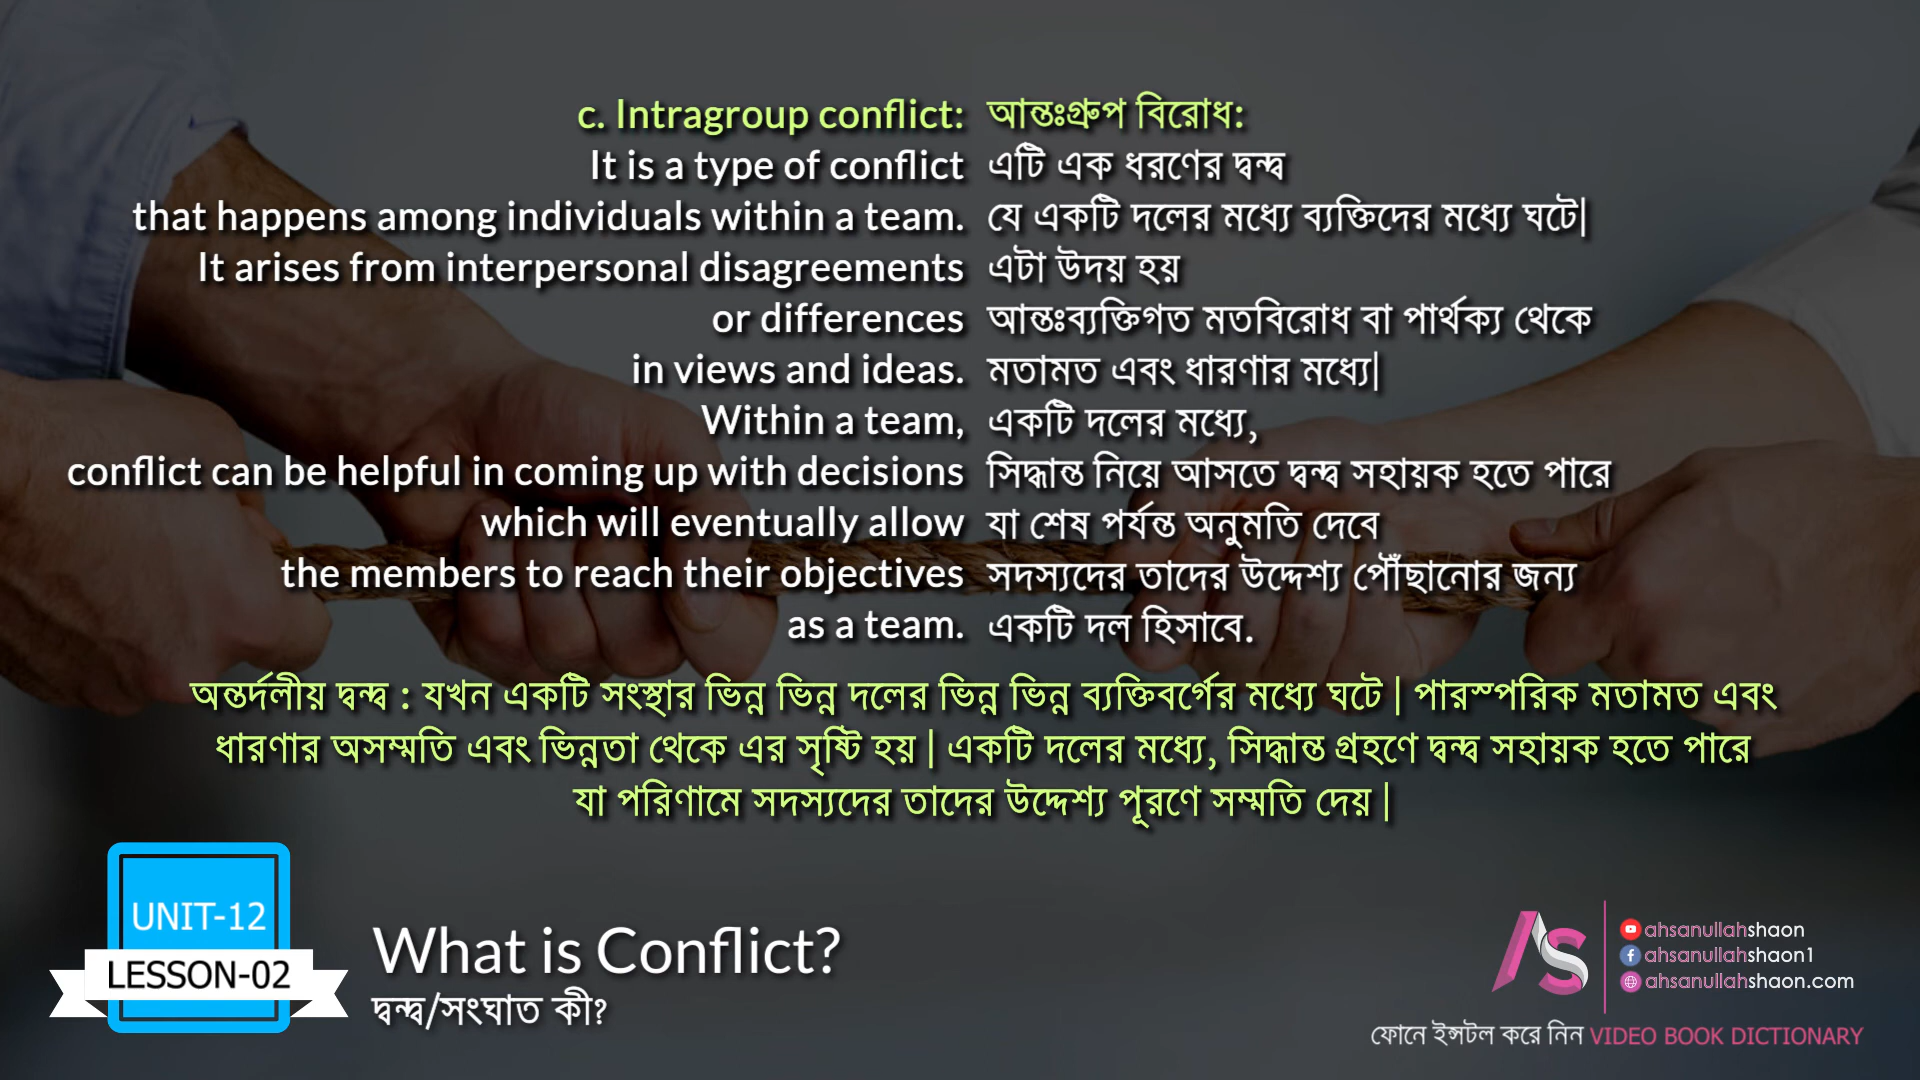 c. Intragroup conflict: আন্তঃগ্রুপ বিরোধ:
It is a type of conflict এটি এক ধরণের দ্বন্দ্ব
that happens among individuals within a team. যে একটি দলের মধ্যে ব্যক্তিদের মধ্যে ঘটে|
It arises from interpersonal disagreements এটা উদয় হয়
or differences আন্তঃব্যক্তিগত মতবিরোধ বা পার্থক্য থেকে
in views and ideas. মতামত এবং ধারণার মধ্যে|
Within a team, একটি দলের মধ্যে,
conflict can be helpful in coming up with decisions সিদ্ধান্ত নিয়ে আসতে দ্বন্দ্ব সহায়ক হতে পারে
which will eventually allow যা শেষ পর্যন্ত অনুমতি দেবে
the members to reach their objectives সদস্যদের তাদের উদ্দেশ্য পৌঁছানোর জন্য
as a team. একটি দল হিসাবে.
অন্তর্দলীয় দ্বন্দ্ব : যখন একটি সংস্থার ভিন্ন ভিন্ন দলের ভিন্ন ভিন্ন ব্যক্তিবর্গের মধ্যে ঘটে | পারস্পরিক মতামত এবং
ধারণার অসম্মতি এবং ভিন্নতা থেকে এর সৃষ্টি হয় | একটি দলের মধ্যে, সিদ্ধান্ত গ্রহণে দ্বন্দ্ব সহায়ক হতে পারে
যা পরিণামে সদস্যদের তাদের উদ্দেশ্য পূরণে সম্মতি দেয় |
UNIT-12
LESSON-02
What is Conflict?
দ্বন্দ্ব/সংঘাত কী?
AS
ahsanullahshaon
ahsanullahshaon1
ahsanullahshaon.com
ফোনে ইন্সটল করে নিন VIDEO BOOK DICTIONARY